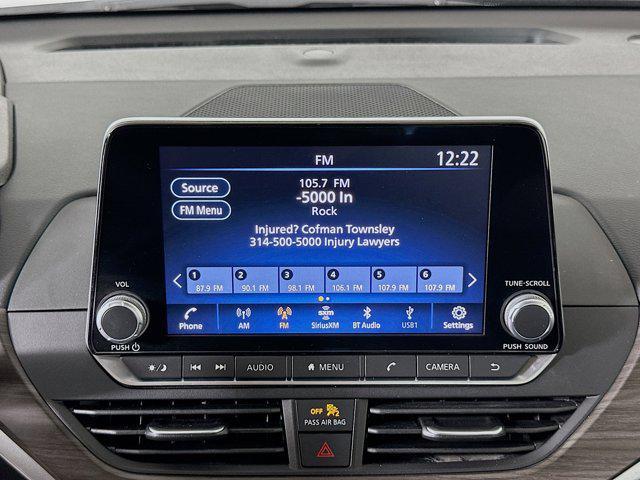 FM
12:22
Source
105.7 FM
-5000 In
FM Menu
Rock
Injured? Cofman Townsley
314-500-5000 Injury Lawyers
1 2 3 4 5 6
87.9 FM 90.1 FM 98.1 FM 106.1 FM 107.9 FM 107.9 FM
Phone AM FM SiriusXM BT Audio USB1 Settings
sxm
VOL
TUNE-SCROLL
PUSH
PUSH SOUND
AUDIO MENU CAMERA
OFF 2
PASS AIR BAG